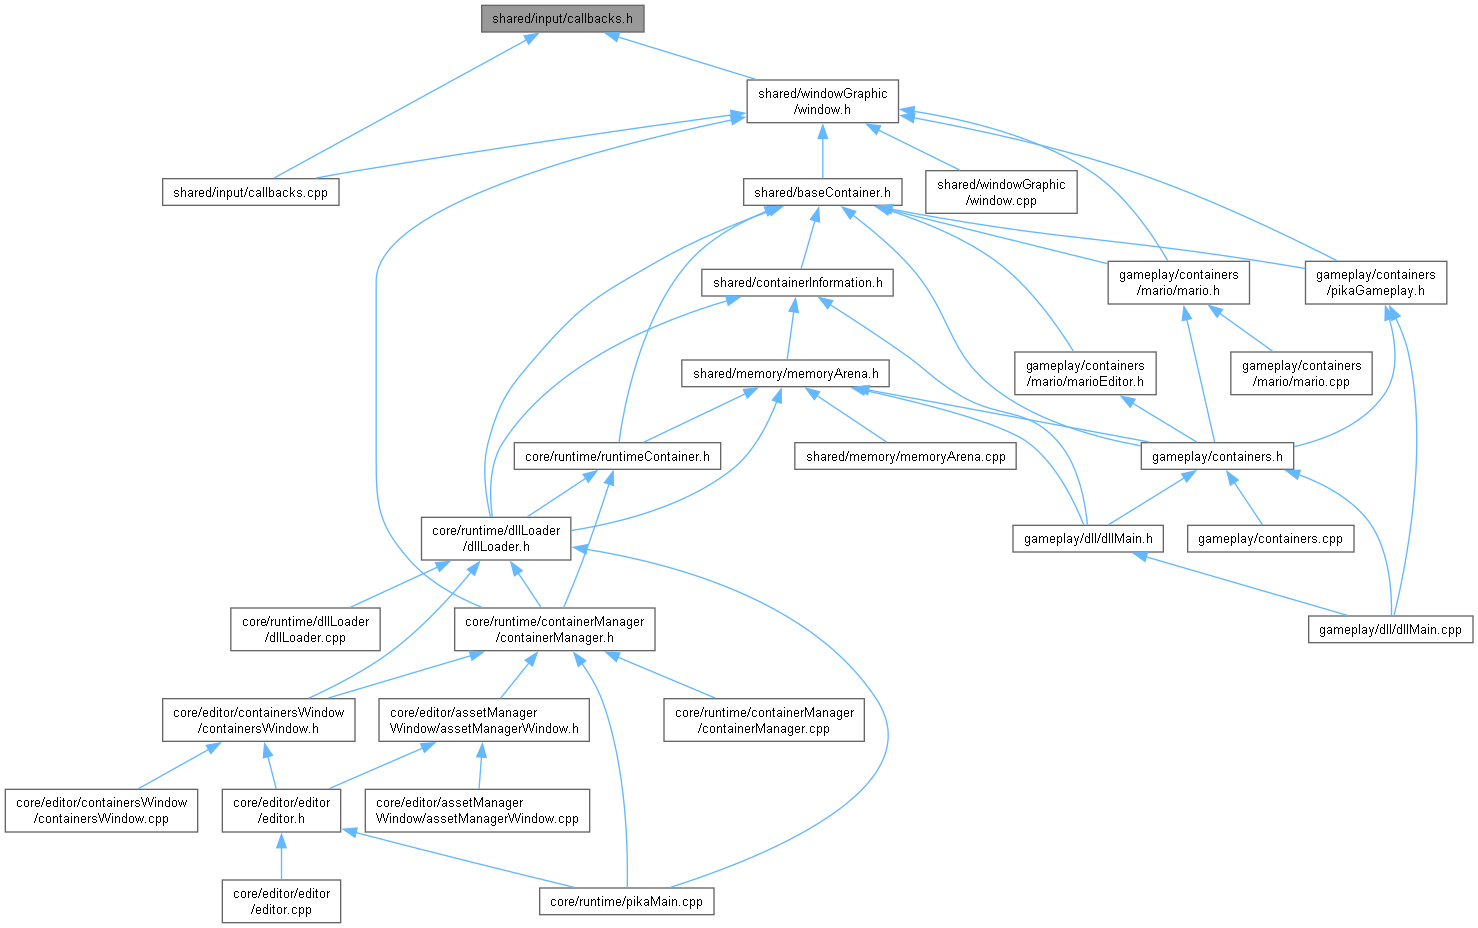 shared/input/callbacks.h
shared/windowGraphic
/window.h
shared/input/callbacks.cpp
shared/baseContainer.h
shared/windowGraphic
/window.cpp
shared/containerInformation.h
gameplay/containers
/mario/mario.h
gameplay/containers
/pikaGameplay.h
shared/memory/memoryArena.h
gameplay/containers
/mario/marioEditor.h
gameplay/containers
/mario/mario.cpp
core/runtime/runtimeContainer.h
shared/memory/memoryArena.cpp
gameplay/containers.h
core/runtime/dllLoader
/dllLoader.h
gameplay/dll/dllMain.h
gameplay/containers.cpp
core/runtime/dllLoader
/dllLoader.cpp
core/runtime/containerManager
/containerManager.h
gameplay/dll/dllMain.cpp
core/editor/containersWindow
/containersWindow.h
core/editor/assetManager
Window/assetManagerWindow.h
core/runtime/containerManager
/containerManager.cpp
core/editor/containersWindow
/containersWindow.cpp
core/editor/editor
/editor.h
core/editor/assetManager
Window/assetManagerWindow.cpp
core/editor/editor
/editor.cpp
core/runtime/pikaMain.cpp